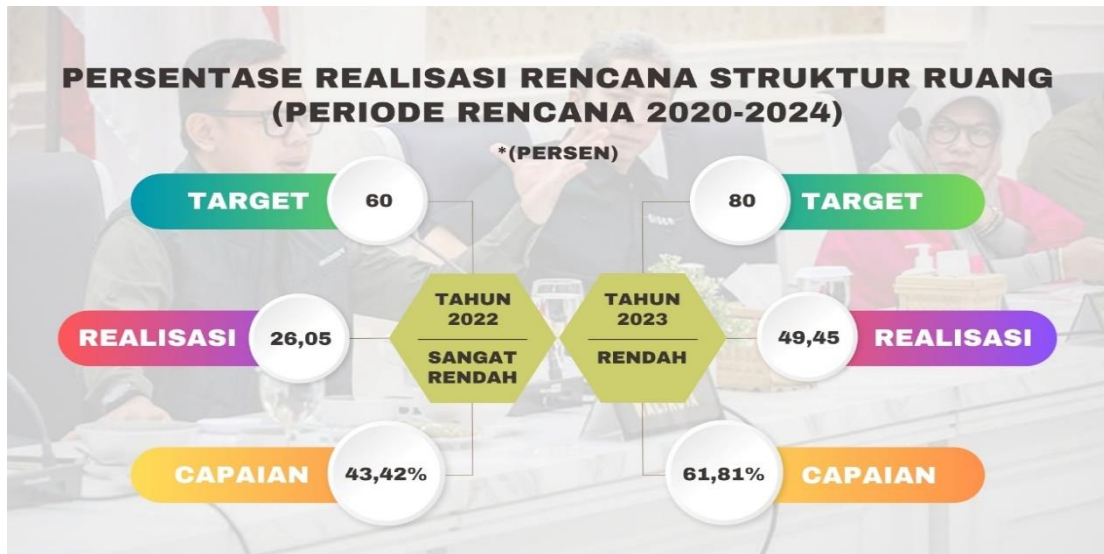 PERSENTASE REALISASI RENCANA STRUKTUR RUANG
(PERIODE RENCANA 2020-2024)
*(PERSEN)
TARGET 60
REALISASI 26,05
CAPAIAN 43,42%
TAHUN
2022
SANGAT
RENDAH
TAHUN
2023
RENDAH
80 TARGET
49,45 REALISASI
61,81% CAPAIAN